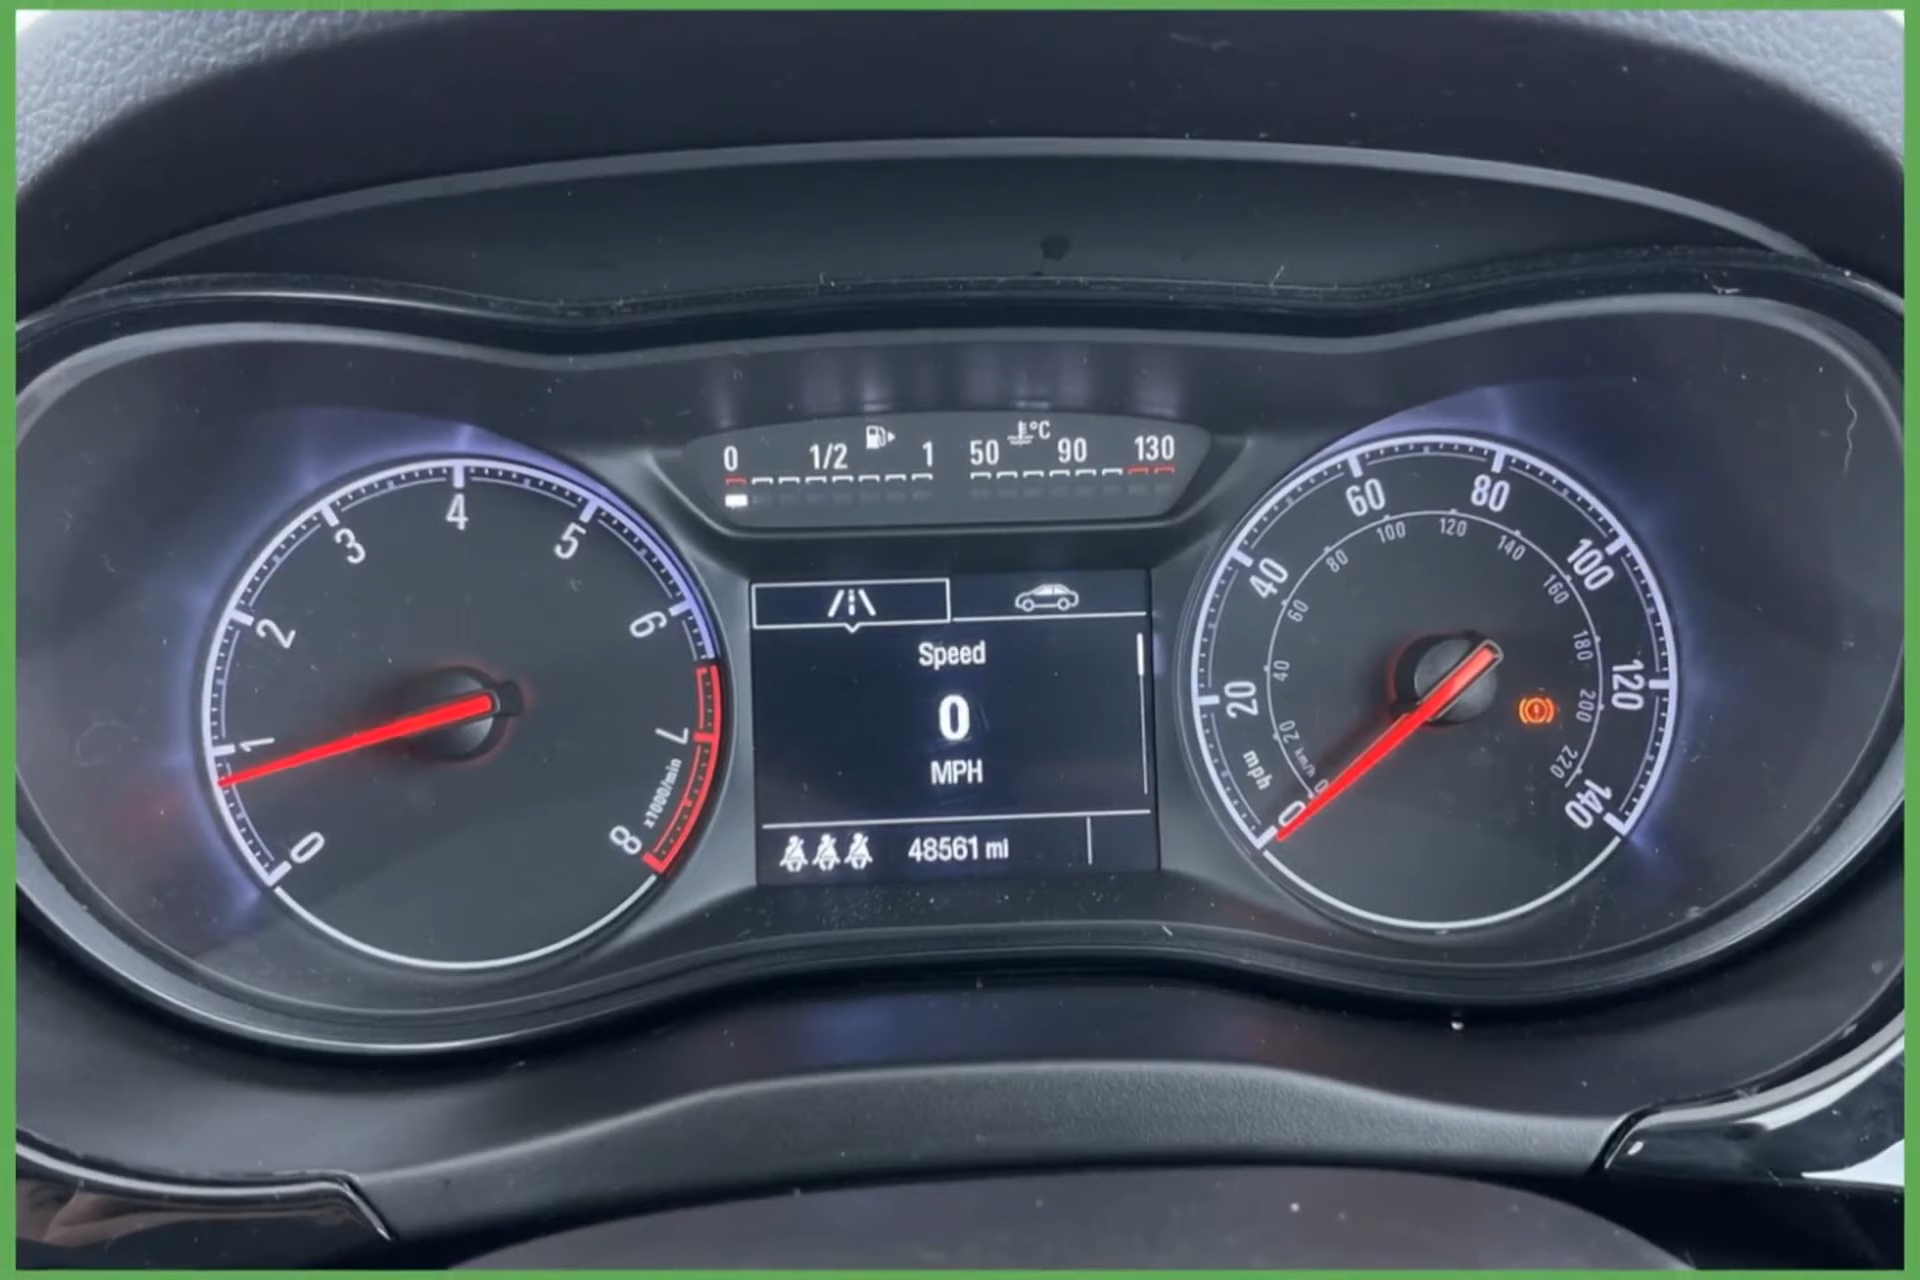 0 1/2 1
50 90 130
°C
0 1 2 3 4 5 6 7 8
x1000/min
Speed
0
MPH
48561 mi
0 20 40 60 80 100 120 140
mph
0 20 40 60 80 100 120 140 160 180 200 220
km/h